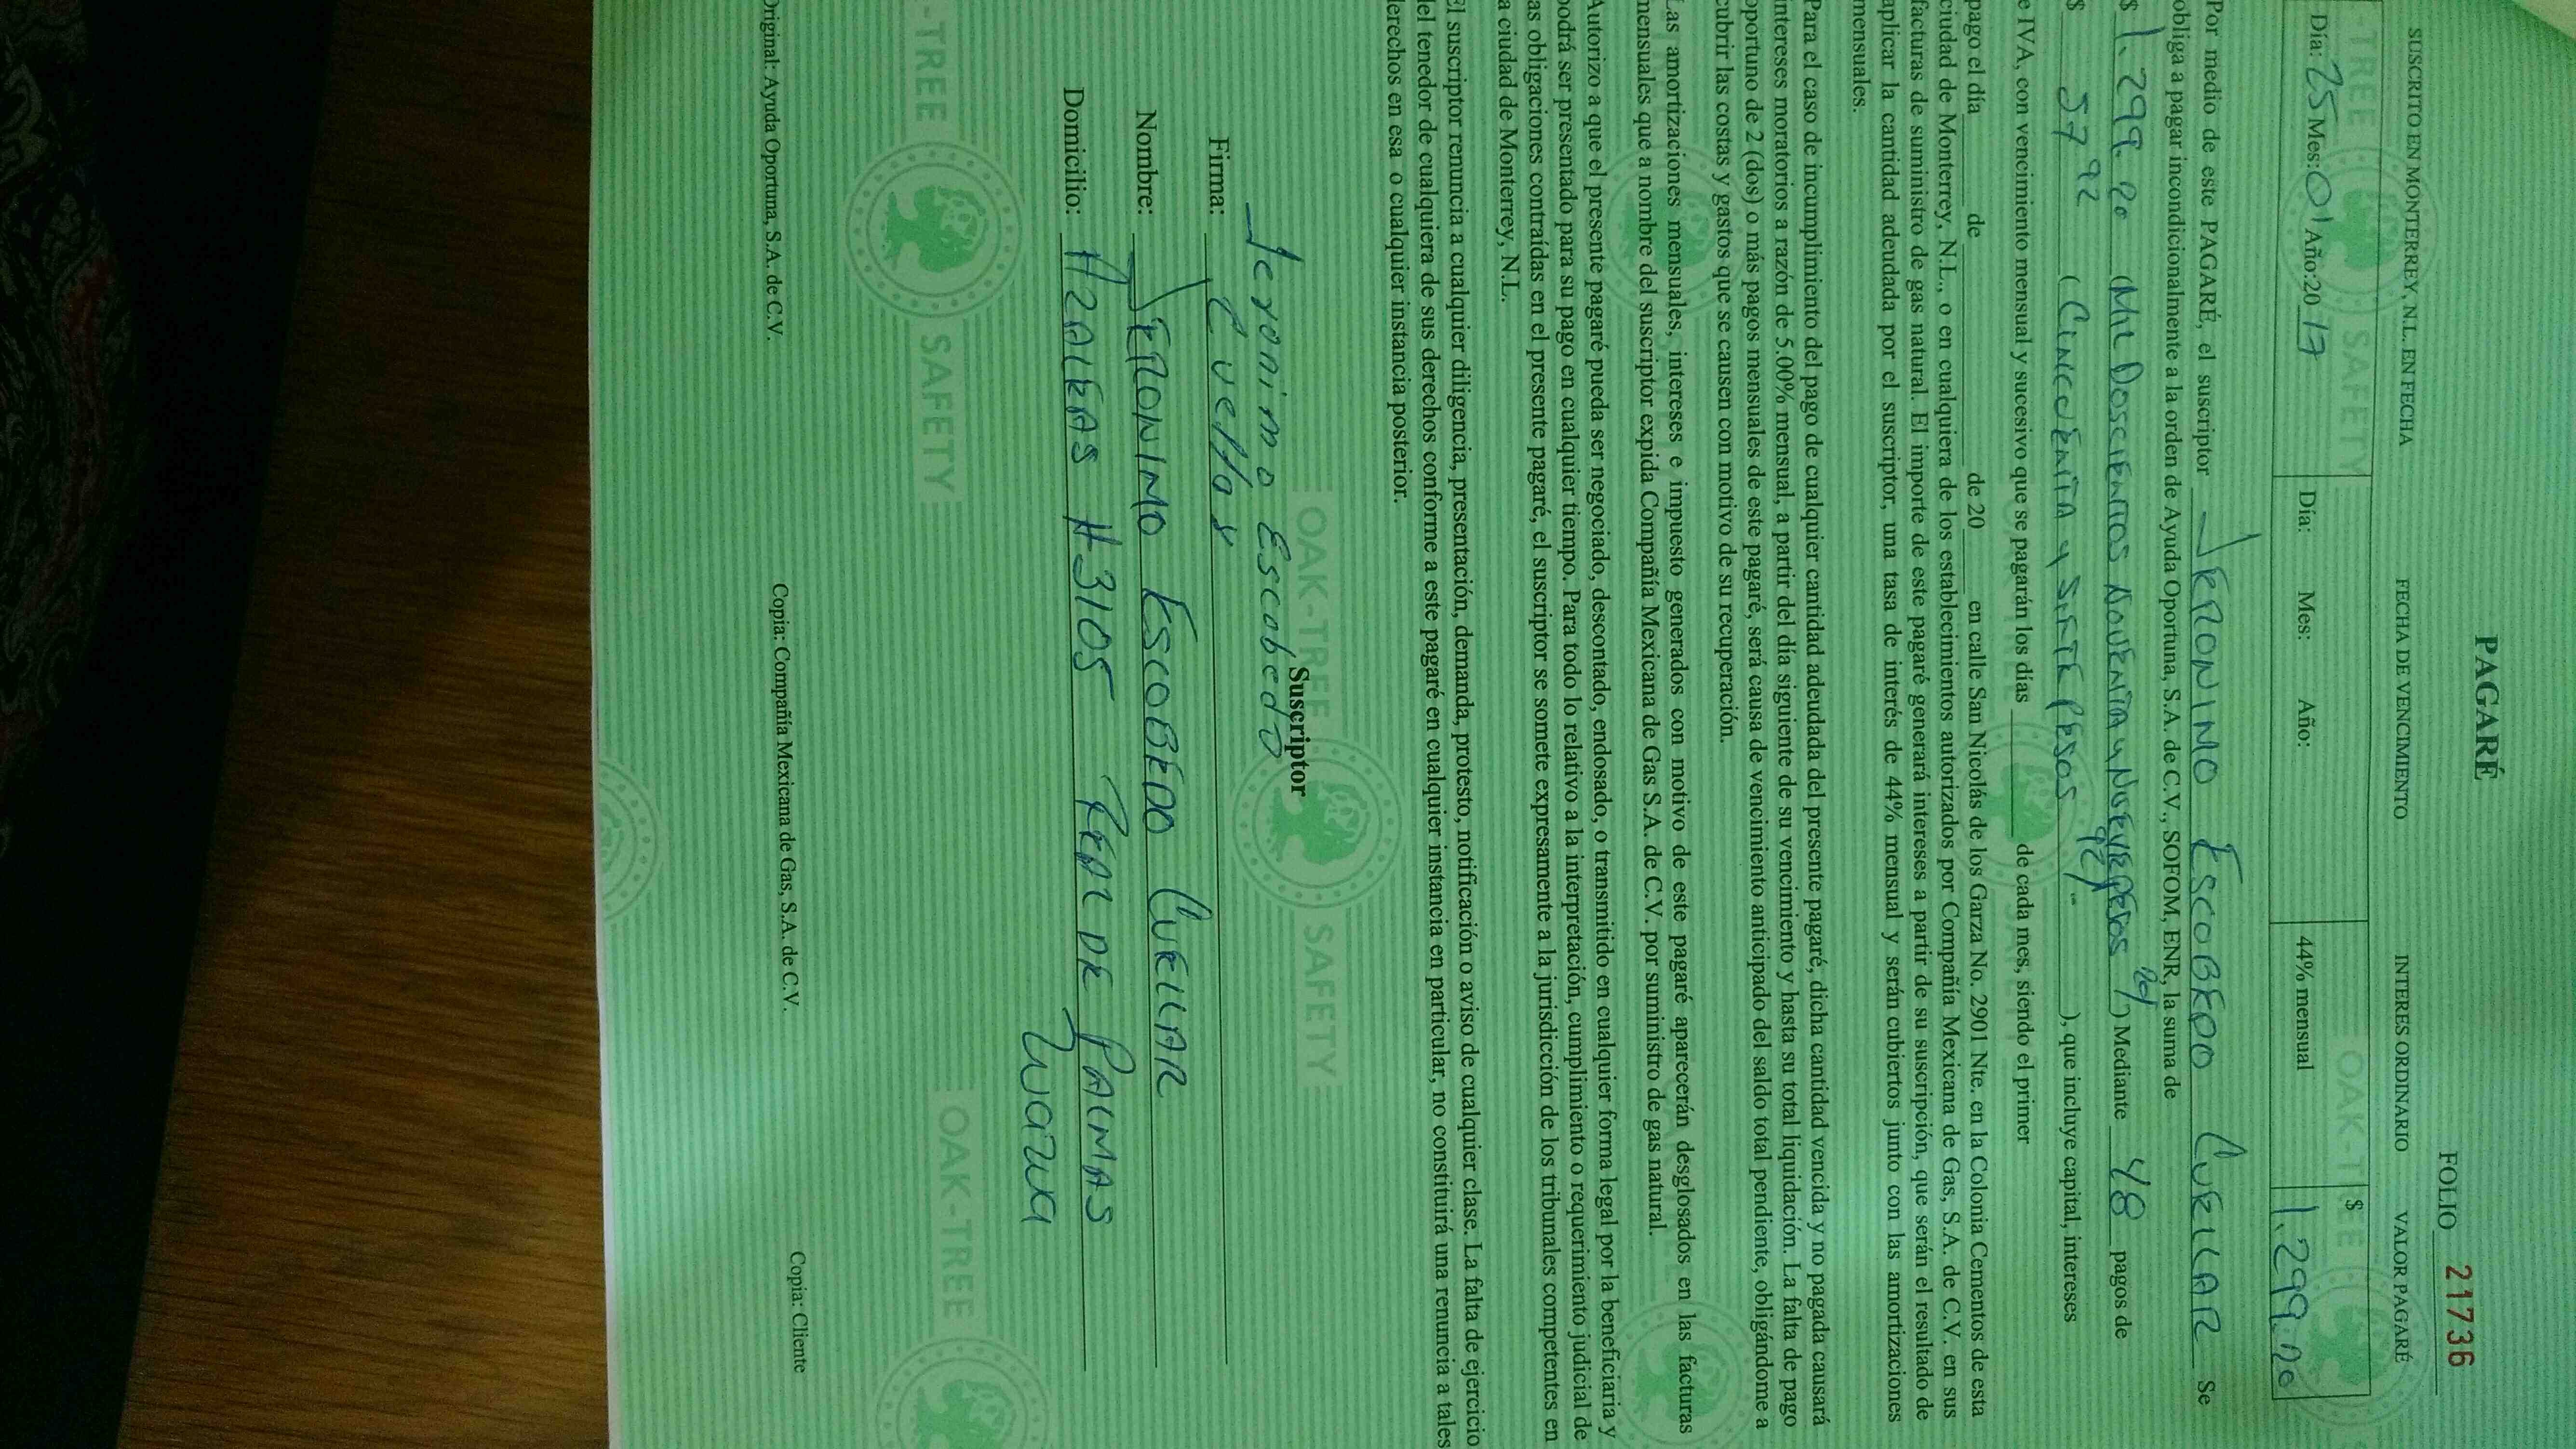 PAGARÉ
FOLIO 21736
SUSCRITO EN MONTERREY, N.L. EN FECHA FECHA DE VENCIMIENTO INTERES ORDINARIO VALOR PAGARÉ
Día: 25 Mes: 01 Año:20 17 Día: Mes: Año: 44% mensual $ 1,299.20
Por medio de este PAGARÉ, el suscriptor JERONIMO ESCOBEDO CUELLAR Se
obliga a pagar incondicionalmente a la orden de Ayuda Oportuna, S.A. de C.V., SOFOM, ENR, la suma de
$ 1,299.20 (Mil Doscientos Noventa y Nueve Pesos 20/ ) Mediante 48 pagos de
$ 57 92 (Cincuenta y Siete Pesos 92/.. ), que incluye capital, intereses
e IVA, con vencimiento mensual y sucesivo que se pagarán los días ______ de cada mes, siendo el primer
pago el día ______ de ______ de 20 ____ en calle San Nicolás de los Garza No. 2901 Nte. en la Colonia Cementos de esta
ciudad de Monterrey, N.L., o en cualquiera de los establecimientos autorizados por Compañía Mexicana de Gas, S.A. de C.V. en sus
facturas de suministro de gas natural. El importe de este pagaré generará intereses a partir de su suscripción, que serán el resultado de
aplicar la cantidad adeudada por el suscriptor, una tasa de interés de 44% mensual y serán cubiertos junto con las amortizaciones
mensuales.
Para el caso de incumplimiento del pago de cualquier cantidad adeudada del presente pagaré, dicha cantidad vencida y no pagada causará
intereses moratorios a razón de 5.00% mensual, a partir del día siguiente de su vencimiento y hasta su total liquidación. La falta de pago
oportuno de 2 (dos) o más pagos mensuales de este pagaré, será causa de vencimiento anticipado del saldo total pendiente, obligándome a
cubrir las costas y gastos que se causen con motivo de su recuperación.
Las amortizaciones mensuales, intereses e impuesto generados con motivo de este pagaré aparecerán desglosados en las facturas
mensuales que a nombre del suscriptor expida Compañía Mexicana de Gas S.A. de C.V. por suministro de gas natural.
Autorizo a que el presente pagaré pueda ser negociado, descontado, endosado, o transmitido en cualquier forma legal por la beneficiaria y
podrá ser presentado para su pago en cualquier tiempo. Para todo lo relativo a la interpretación, cumplimiento o requerimiento judicial de
as obligaciones contraídas en el presente pagaré, el suscriptor se somete expresamente a la jurisdicción de los tribunales competentes en
a ciudad de Monterrey, N.L.
El suscriptor renuncia a cualquier diligencia, presentación, demanda, protesto, notificación o aviso de cualquier clase. La falta de ejercicio
del tenedor de cualquiera de sus derechos conforme a este pagaré en cualquier instancia en particular, no constituirá una renuncia a tales
derechos en esa o cualquier instancia posterior.
Suscriptor
Jeronimo Escobedo
Firma: Cuellar
Nombre: JERONIMO ESCOBEDO CUELLAR
Domicilio: AZALEAS #3105 REAL DE PALMAS
Zuazua
Original: Ayuda Oportuna, S.A. de C.V. Copia: Compañía Mexicana de Gas, S.A. de C.V. Copia: Cliente
OAK-TREE SAFETY